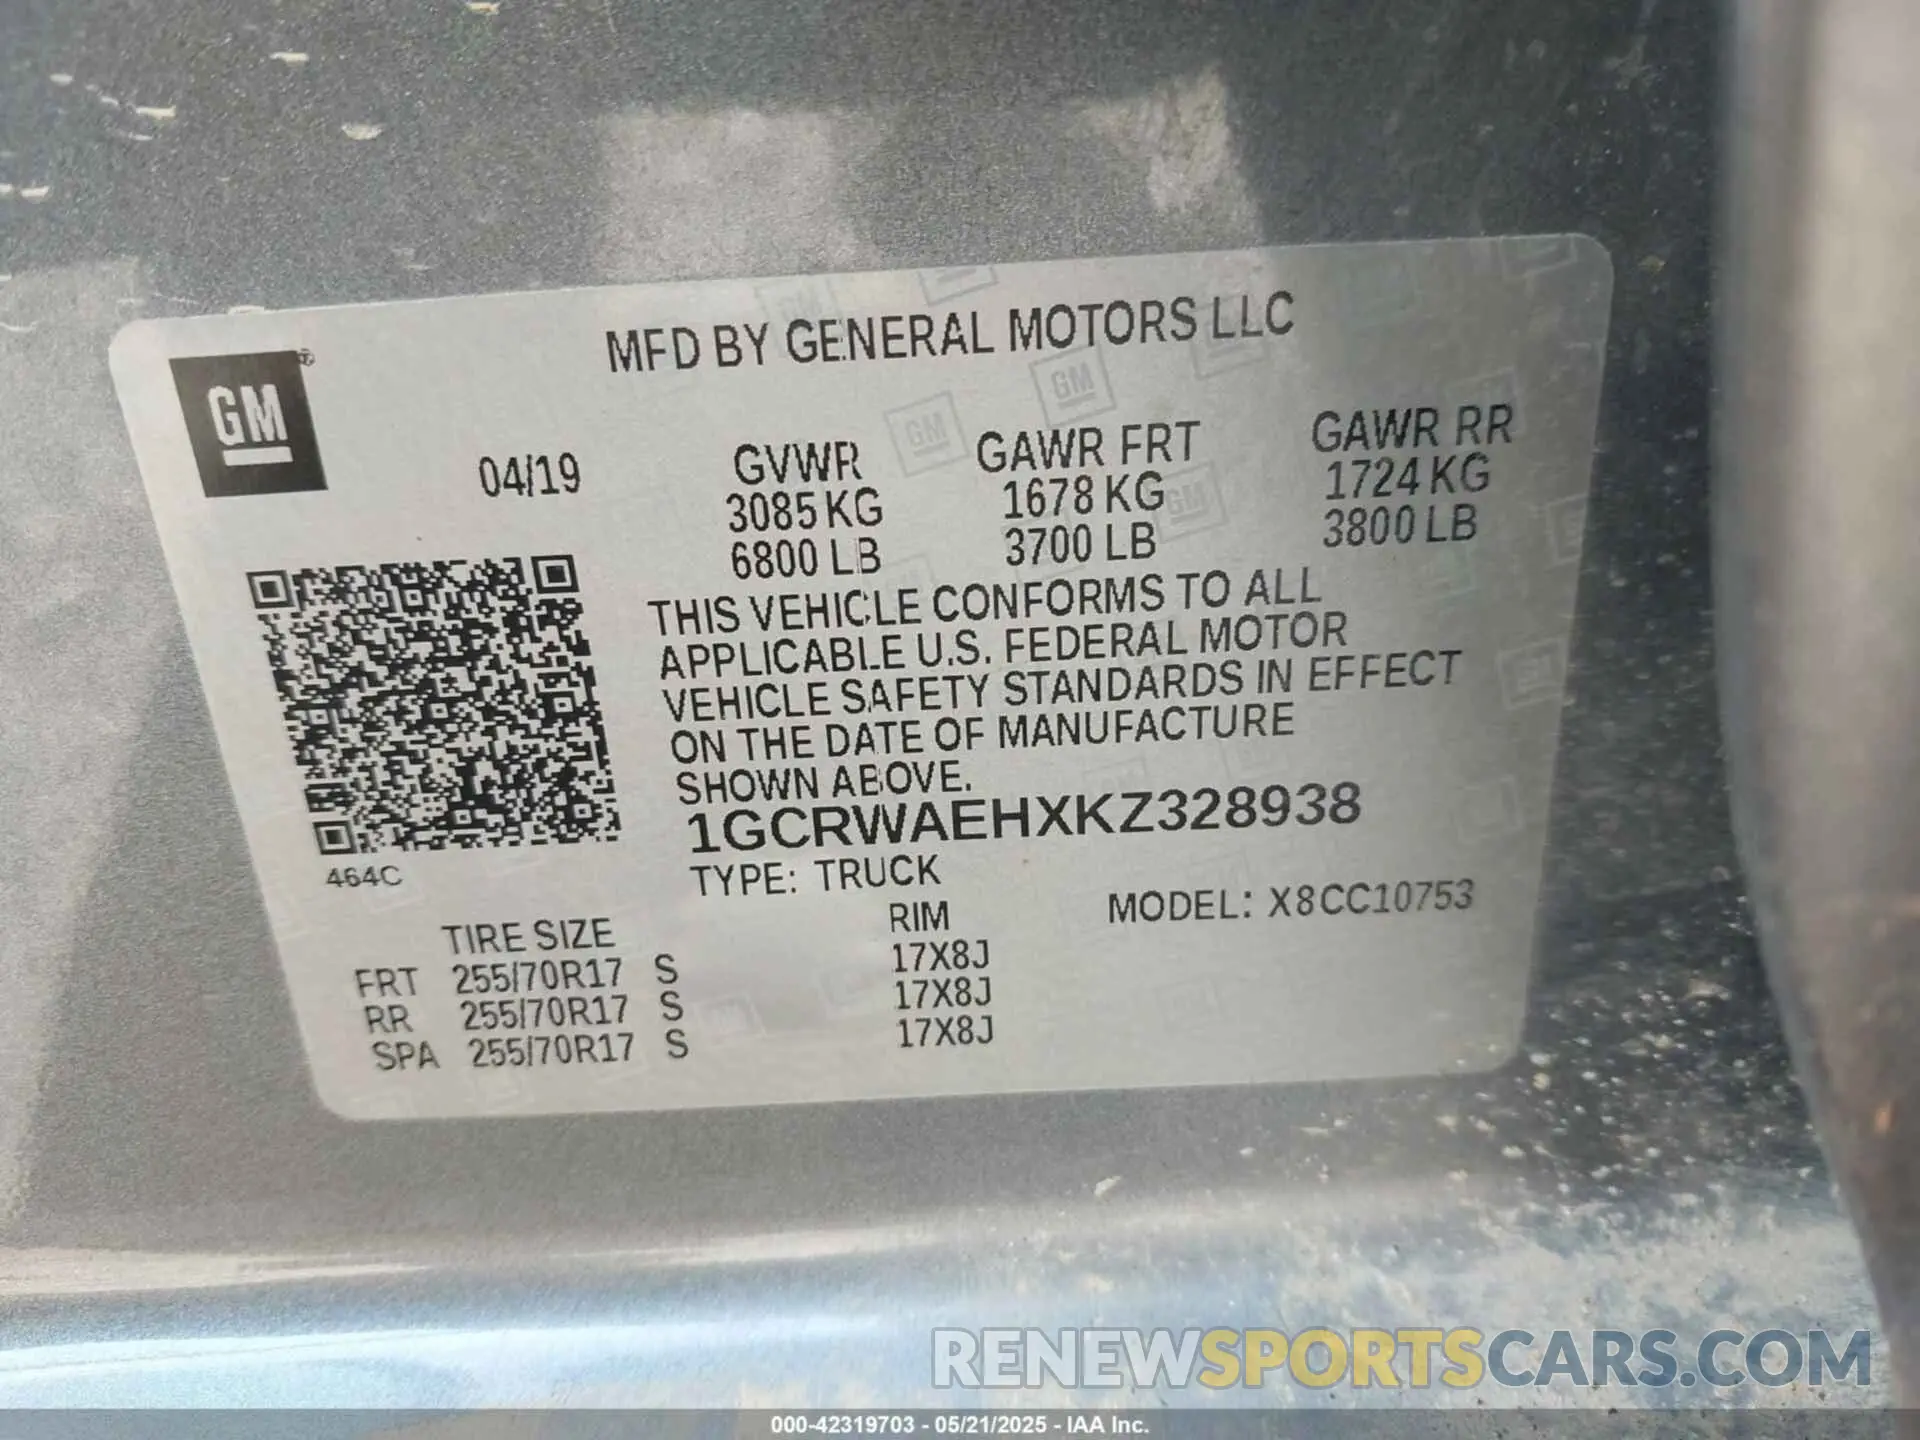 MFD BY GENERAL MOTORS LLC
GM
04/19
GVWR
3085 KG
6800 LB
GAWR FRT
1678 KG
3700 LB
GAWR RR
1724 KG
3800 LB
THIS VEHICLE CONFORMS TO ALL
APPLICABLE U.S. FEDERAL MOTOR
VEHICLE SAFETY STANDARDS IN EFFECT
ON THE DATE OF MANUFACTURE
SHOWN ABOVE.
1GCRWAEHXKZ328938
464C
TYPE: TRUCK
MODEL: X8CC10753
TIRE SIZE RIM
FRT 255/70R17 S 17X8J
RR 255/70R17 S 17X8J
SPA 255/70R17 S 17X8J
RENEWSPORTSCARS.COM
000-42319703 - 05/21/2025 - IAA Inc.